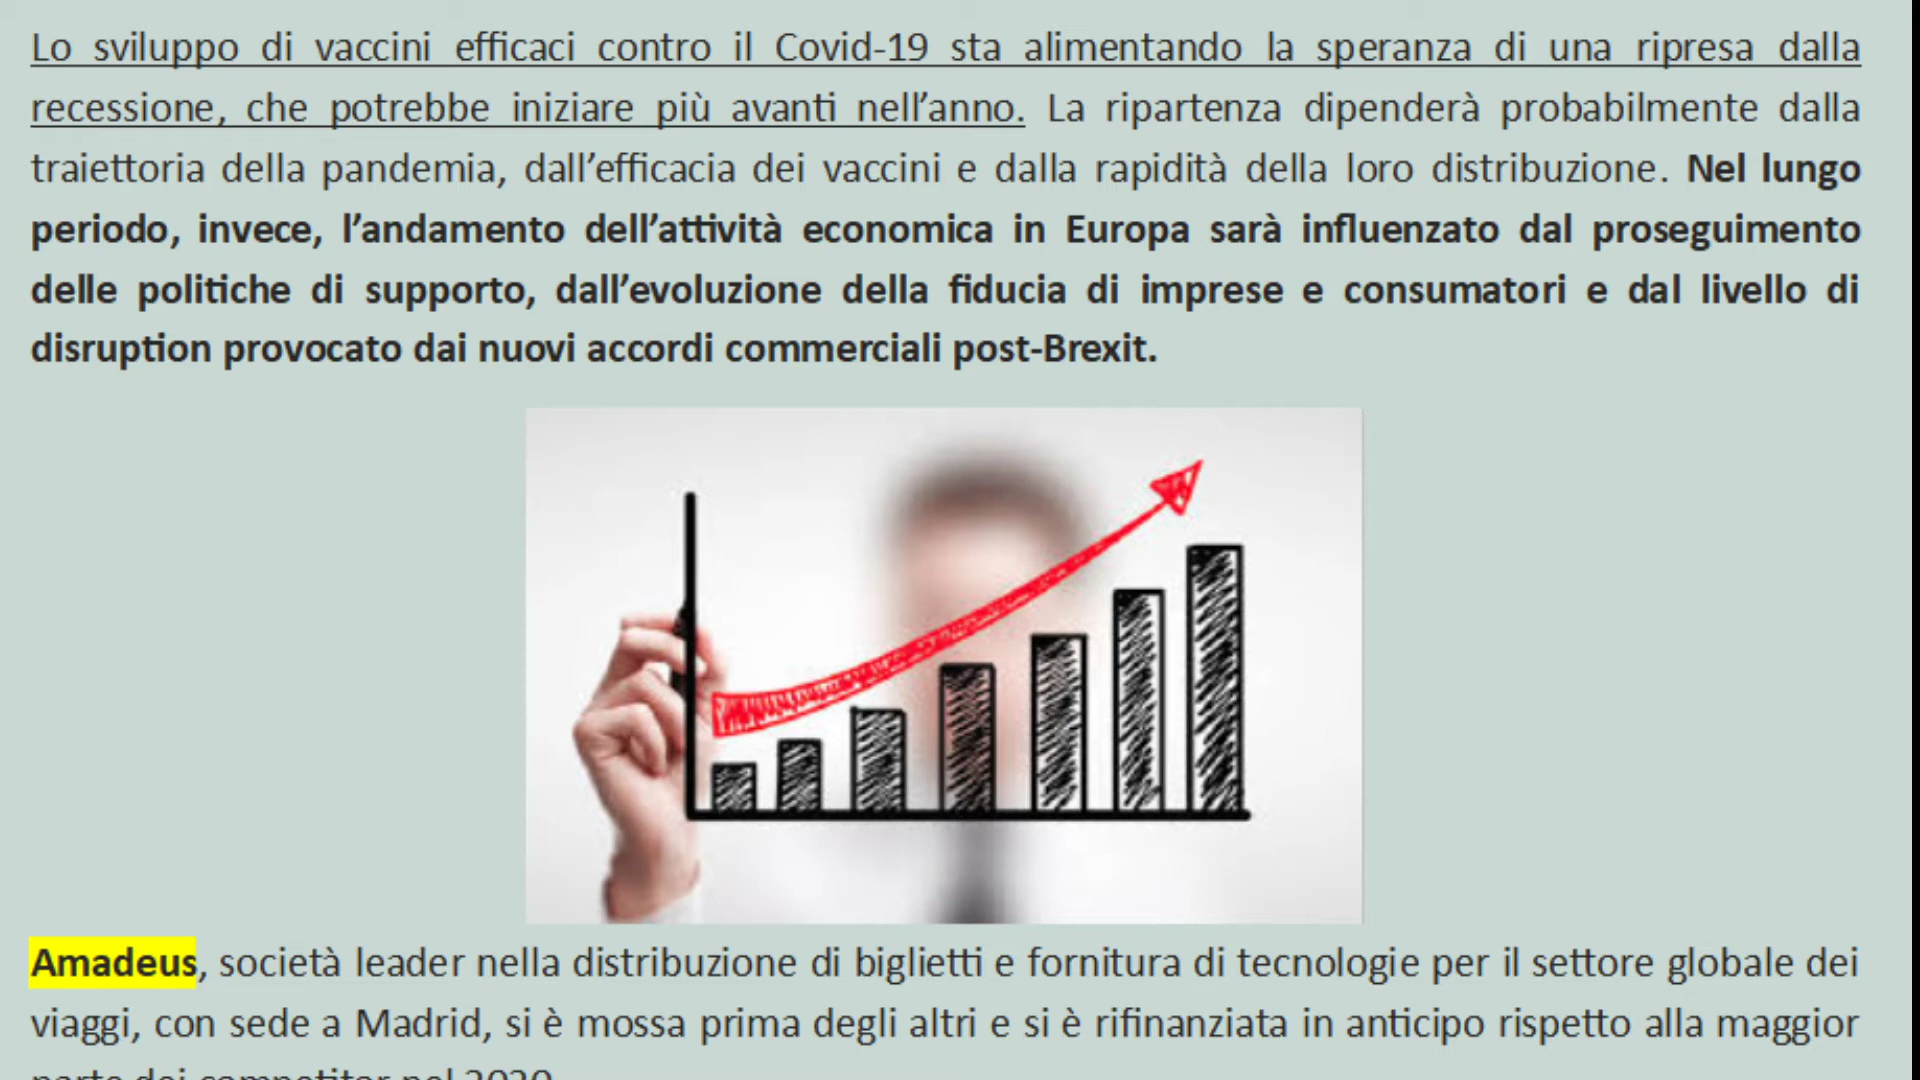 Lo sviluppo di vaccini efficaci contro il Covid-19 sta alimentando la speranza di una ripresa dalla
recessione, che potrebbe iniziare più avanti nell’anno. La ripartenza dipenderà probabilmente dalla
traiettoria della pandemia, dall’efficacia dei vaccini e dalla rapidità della loro distribuzione. Nel lungo
periodo, invece, l’andamento dell’attività economica in Europa sarà influenzato dal proseguimento
delle politiche di supporto, dall’evoluzione della fiducia di imprese e consumatori e dal livello di
disruption provocato dai nuovi accordi commerciali post-Brexit.
Amadeus, società leader nella distribuzione di biglietti e fornitura di tecnologie per il settore globale dei
viaggi, con sede a Madrid, si è mossa prima degli altri e si è rifinanziata in anticipo rispetto alla maggior
parte dei competitor nel 2020